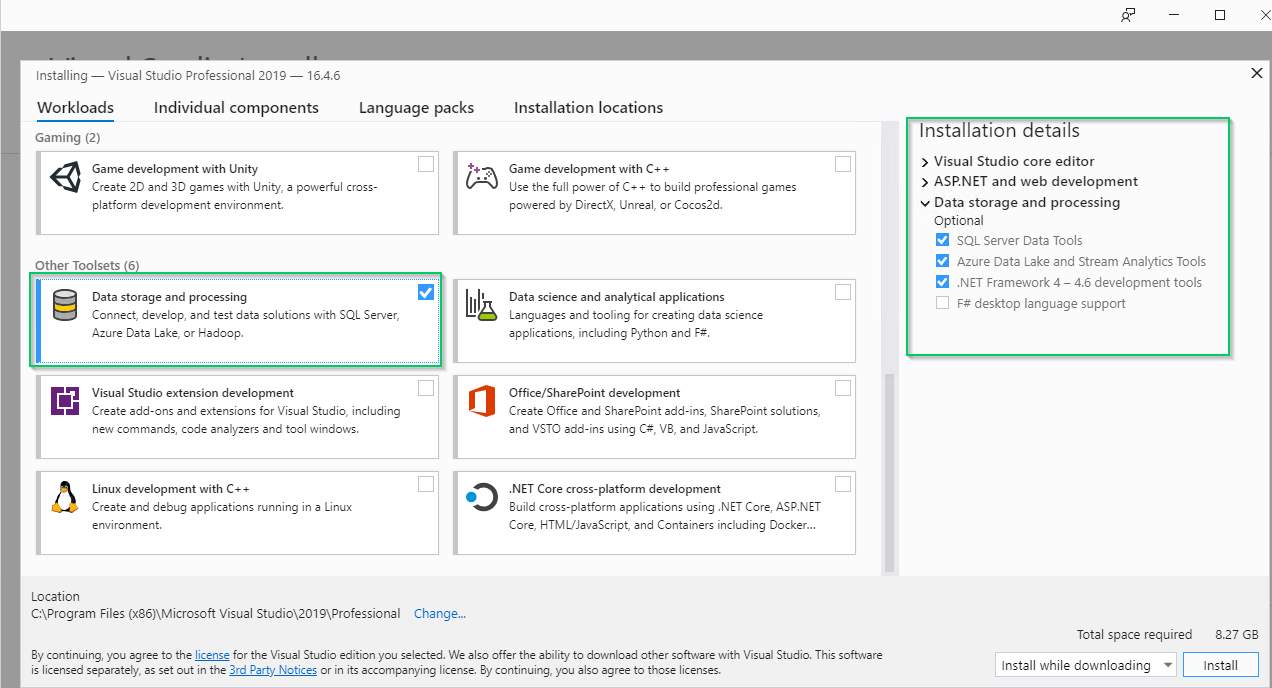 Installing — Visual Studio Professional 2019 — 16.4.6
Workloads
Individual components
Language packs
Installation locations
Gaming (2)
Game development with Unity
Create 2D and 3D games with Unity, a powerful cross-
platform development environment.
Game development with C++
Use the full power of C++ to build professional games
powered by DirectX, Unreal, or Cocos2d.
Other Toolsets (6)
Data storage and processing
Connect, develop, and test data solutions with SQL Server,
Azure Data Lake, or Hadoop.
Data science and analytical applications
Languages and tooling for creating data science
applications, including Python and F#.
Visual Studio extension development
Create add-ons and extensions for Visual Studio, including
new commands, code analyzers and tool windows.
Office/SharePoint development
Create Office and SharePoint add-ins, SharePoint solutions,
and VSTO add-ins using C#, VB, and JavaScript.
Linux development with C++
Create and debug applications running in a Linux
environment.
.NET Core cross-platform development
Build cross-platform applications using .NET Core, ASP.NET
Core, HTML/JavaScript, and Containers including Docker...
Installation details
Visual Studio core editor
ASP.NET and web development
Data storage and processing
Optional
SQL Server Data Tools
Azure Data Lake and Stream Analytics Tools
.NET Framework 4 – 4.6 development tools
F# desktop language support
Location
C:\Program Files (x86)\Microsoft Visual Studio\2019\Professional Change...
Total space required 8.27 GB
By continuing, you agree to the license for the Visual Studio edition you selected. We also offer the ability to download other software with Visual Studio. This software
is licensed separately, as set out in the 3rd Party Notices or in its accompanying license. By continuing, you also agree to those licenses.
Install while downloading
Install